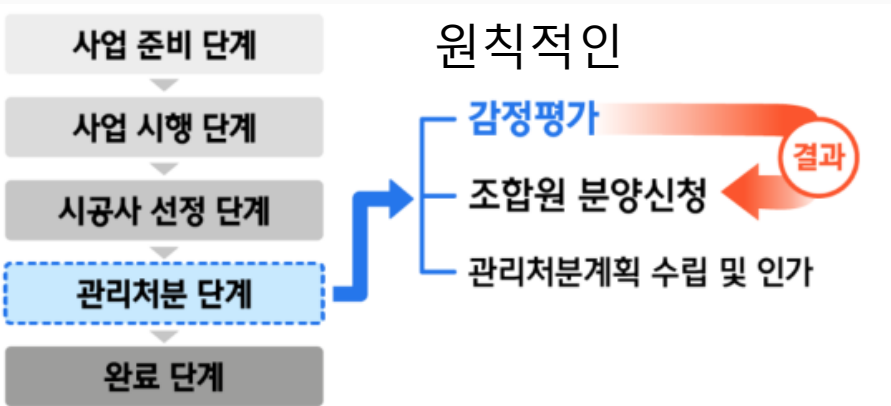 사업 준비 단계
사업 시행 단계
시공사 선정 단계
관리처분 단계
완료 단계
원칙적인
감정평가
결과
조합원 분양신청
관리처분계획 수립 및 인가